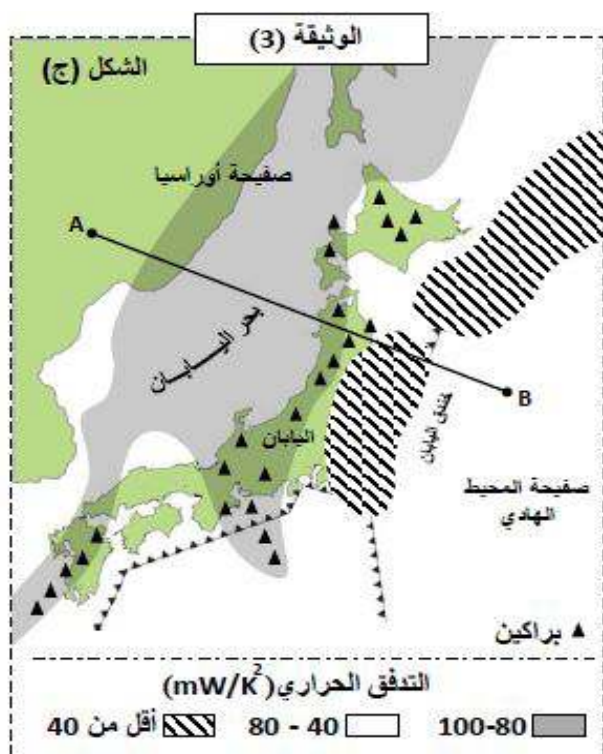 الوثيقة (3)
الشكل (ج)
صفيحة أوراسيا
A
بحر اليابان
B
اليابان
خندق اليابان
صفيحة المحيط
الهادي
براكين
التدفق الحراري (mW/K²)
100-80
80 - 40
أقل من 40